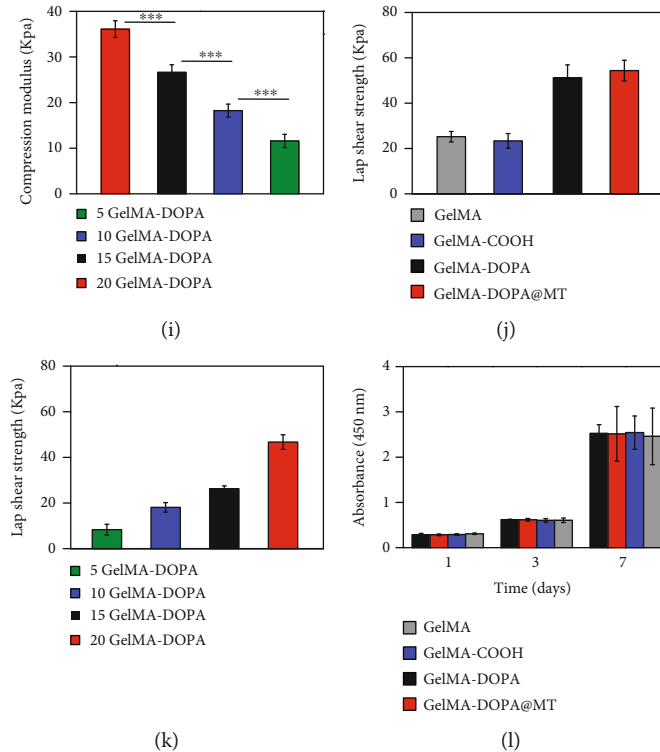 Compression modulus (Kpa)
40
30
20
10
0
***
***
***
5 GelMA-DOPA
10 GelMA-DOPA
15 GelMA-DOPA
20 GelMA-DOPA
(i)
Lap shear strength (Kpa)
80
60
40
20
0
GelMA
GelMA-COOH
GelMA-DOPA
GelMA-DOPA@MT
(j)
Lap shear strength (Kpa)
80
60
40
20
0
5 GelMA-DOPA
10 GelMA-DOPA
15 GelMA-DOPA
20 GelMA-DOPA
(k)
Absorbance (450 nm)
4
3
2
1
0
1 3 7
Time (days)
GelMA
GelMA-COOH
GelMA-DOPA
GelMA-DOPA@MT
(l)